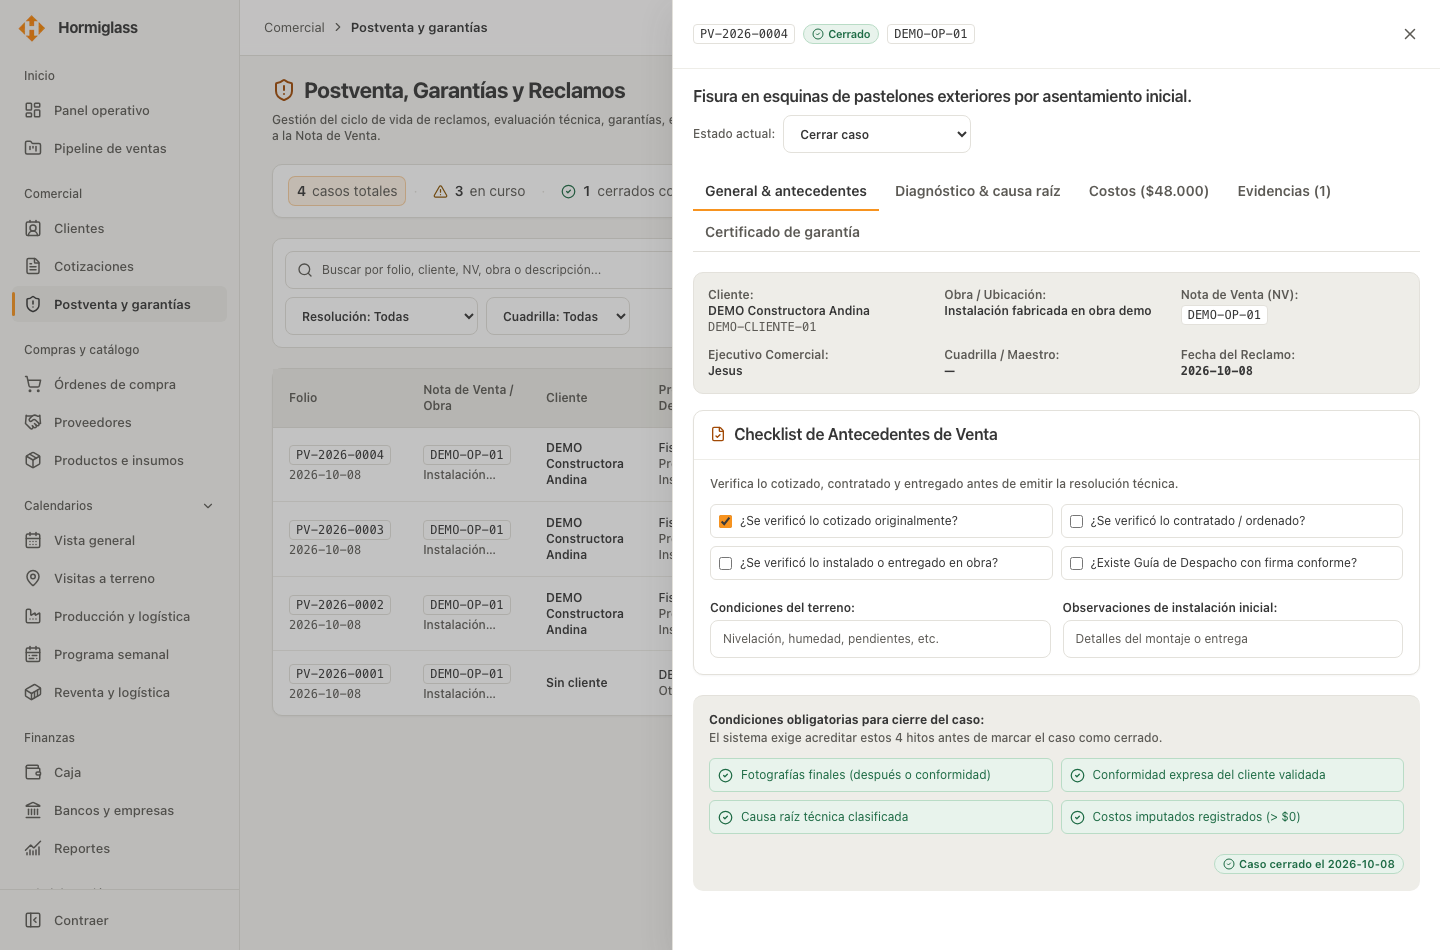 Hormiglass
Inicio
Panel operativo
Pipeline de ventas
Comercial
Clientes
Cotizaciones
Postventa y garantías
Compras y catálogo
Órdenes de compra
Proveedores
Productos e insumos
Calendarios
Vista general
Visitas a terreno
Producción y logística
Programa semanal
Reventa y logística
Finanzas
Caja
Bancos y empresas
Reportes
Contraer
Comercial > Postventa y garantías
Postventa, Garantías y Reclamos
Gestión del ciclo de vida de reclamos, evaluación técnica, garantías,
a la Nota de Venta.
4 casos totales · 3 en curso · 1 cerrados
Buscar por folio, cliente, NV, obra o descripción...
Resolución: Todas Cuadrilla: Todas
Folio
Nota de Venta /
Obra
Cliente
PV-2026-0004
2026-10-08
DEMO-OP-01
Instalación...
DEMO
Constructora
Andina
PV-2026-0003
2026-10-08
DEMO-OP-01
Instalación...
DEMO
Constructora
Andina
PV-2026-0002
2026-10-08
DEMO-OP-01
Instalación...
DEMO
Constructora
Andina
PV-2026-0001
2026-10-08
DEMO-OP-01
Instalación...
Sin cliente
PV-2026-0004 Cerrado DEMO-OP-01
Fisura en esquinas de pastelones exteriores por asentamiento inicial.
Estado actual: Cerrar caso
General & antecedentes
Diagnóstico & causa raíz
Costos ($48.000)
Evidencias (1)
Certificado de garantía
Cliente:
DEMO Constructora Andina
DEMO-CLIENTE-01
Obra / Ubicación:
Instalación fabricada en obra demo
Nota de Venta (NV):
DEMO-OP-01
Ejecutivo Comercial:
Jesus
Cuadrilla / Maestro:
—
Fecha del Reclamo:
2026-10-08
Checklist de Antecedentes de Venta
Verifica lo cotizado, contratado y entregado antes de emitir la resolución técnica.
¿Se verificó lo cotizado originalmente?
¿Se verificó lo contratado / ordenado?
¿Se verificó lo instalado o entregado en obra?
¿Existe Guía de Despacho con firma conforme?
Condiciones del terreno:
Nivelación, humedad, pendientes, etc.
Observaciones de instalación inicial:
Detalles del montaje o entrega
Condiciones obligatorias para cierre del caso:
El sistema exige acreditar estos 4 hitos antes de marcar el caso como cerrado.
Fotografías finales (después o conformidad)
Conformidad expresa del cliente validada
Causa raíz técnica clasificada
Costos imputados registrados (> $0)
Caso cerrado el 2026-10-08